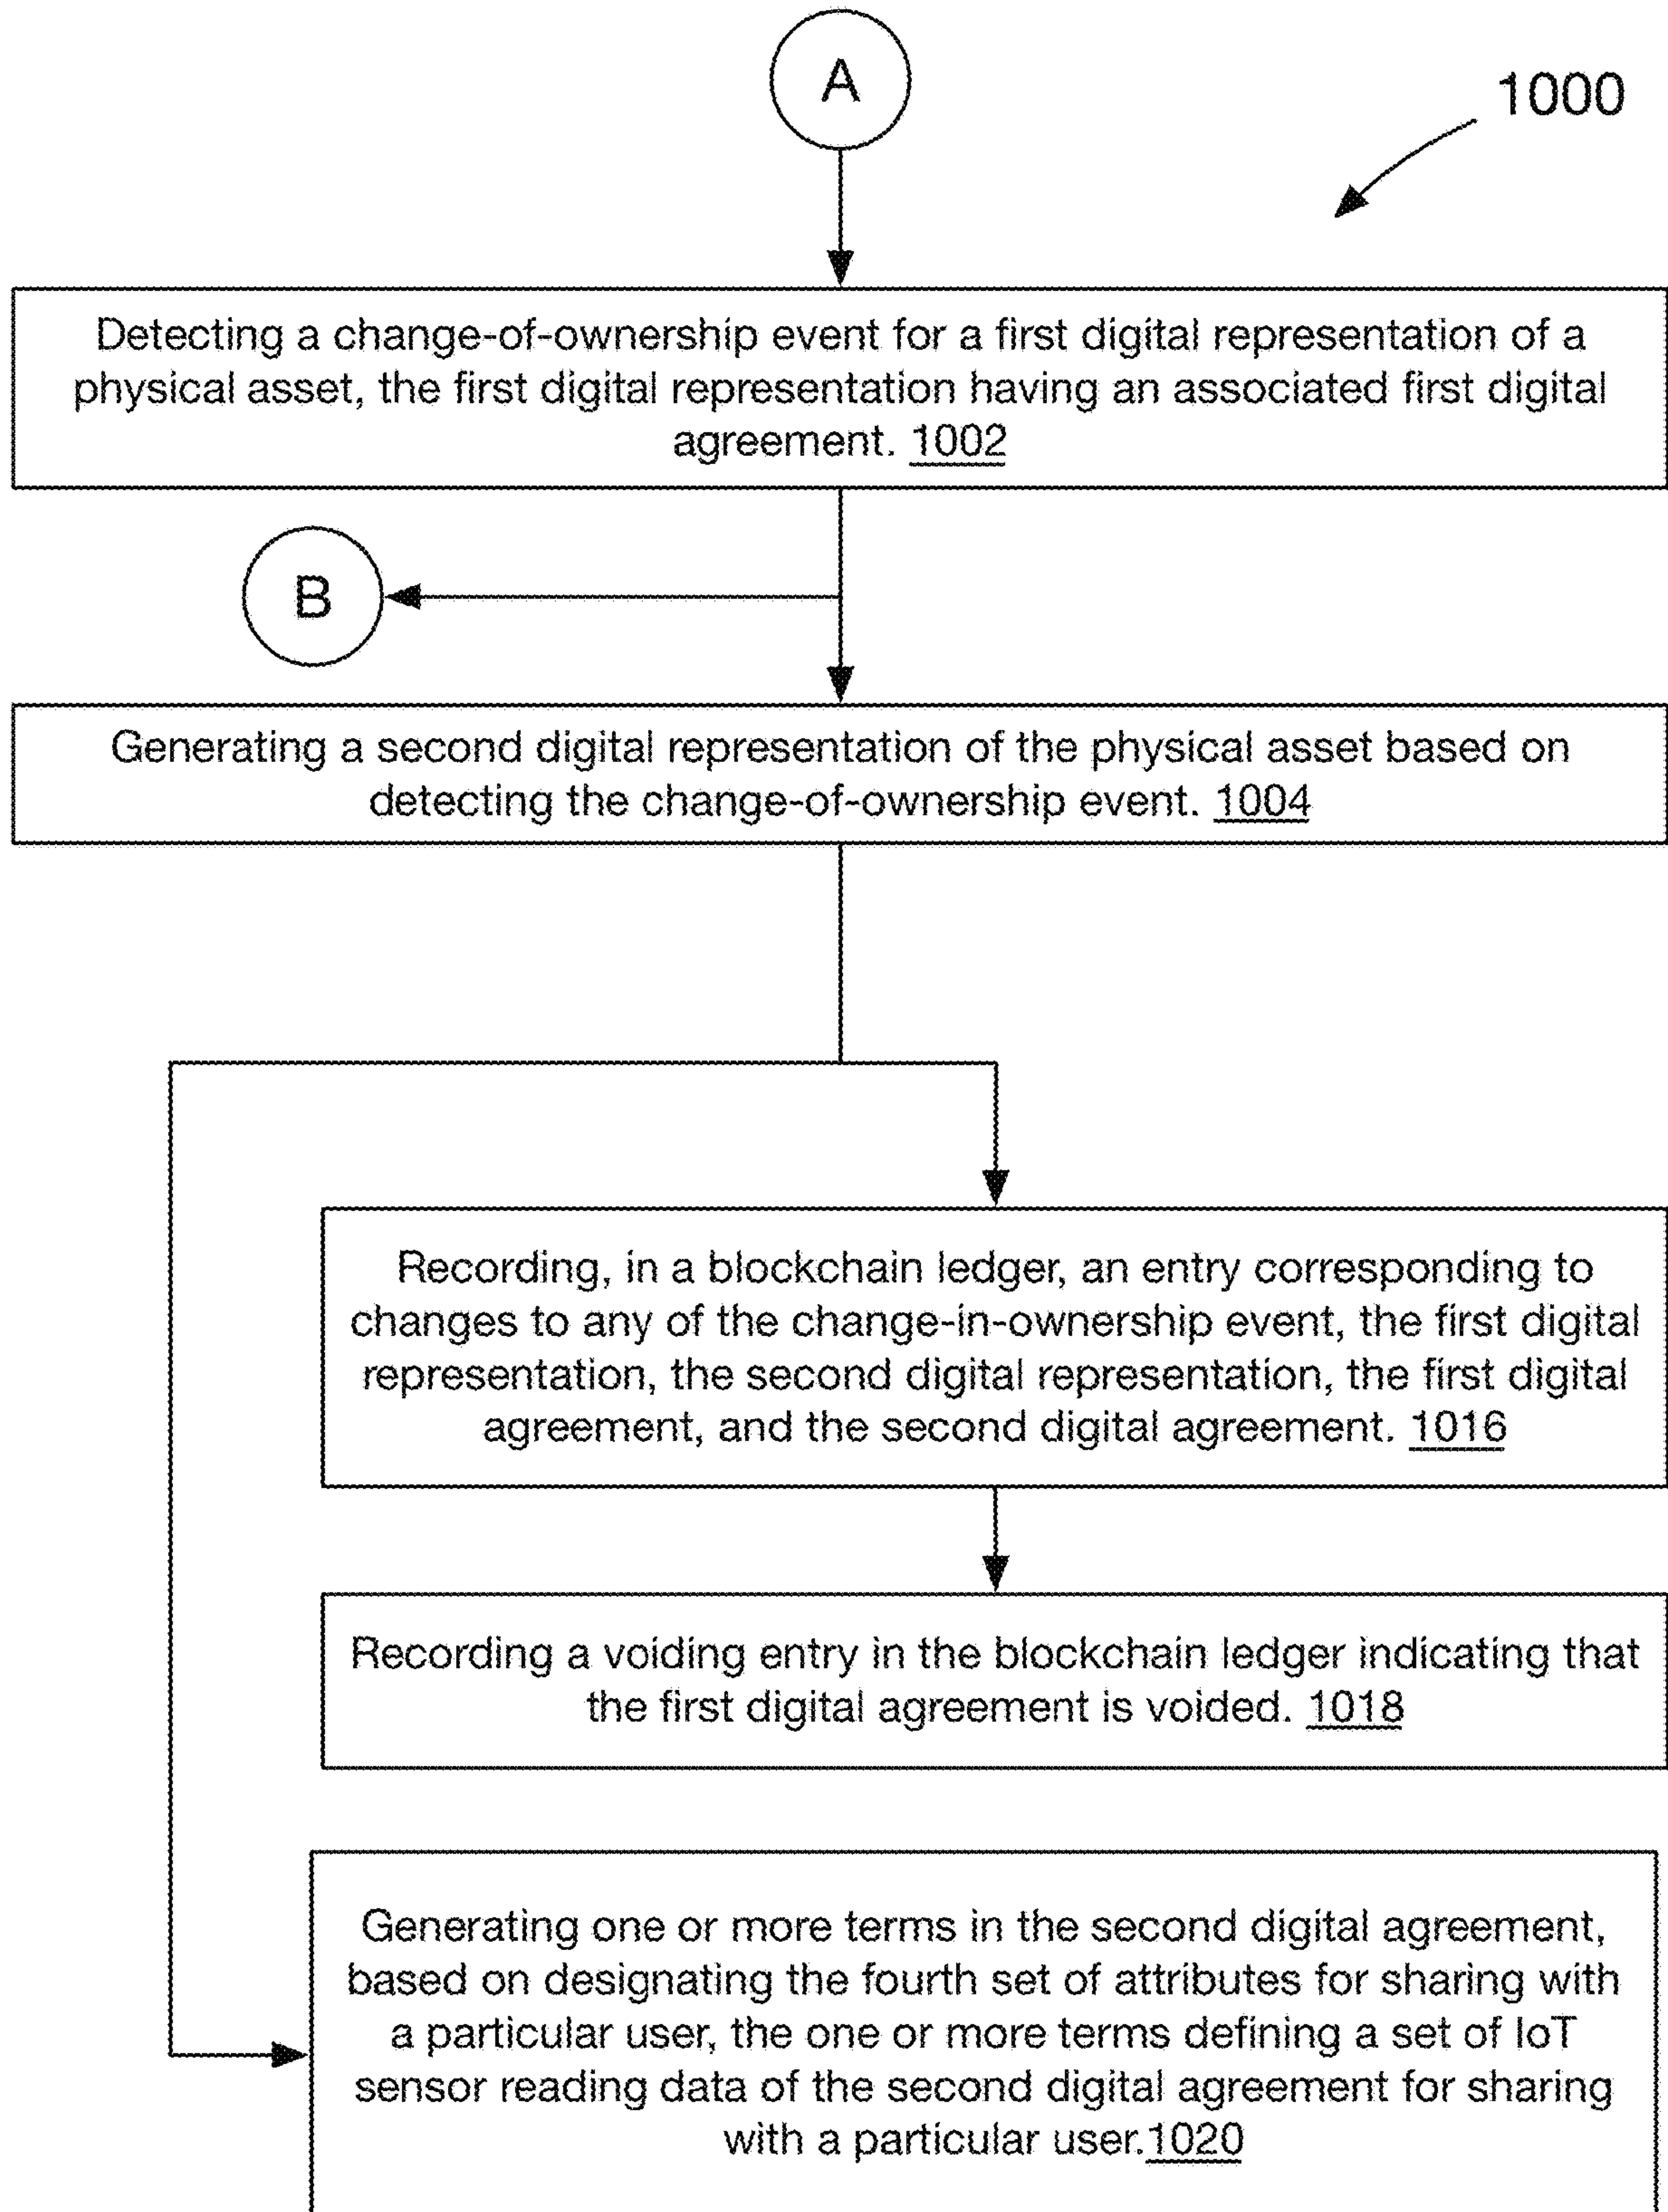 A
1000
Detecting a change-of-ownership event for a first digital representation of a
physical asset, the first digital representation having an associated first digital
agreement. 1002
B
Generating a second digital representation of the physical asset based on
detecting the change-of-ownership event. 1004
Recording, in a blockchain ledger, an entry corresponding to
changes to any of the change-in-ownership event, the first digital
representation, the second digital representation, the first digital
agreement, and the second digital agreement. 1016
Recording a voiding entry in the blockchain ledger indicating that
the first digital agreement is voided. 1018
Generating one or more terms in the second digital agreement,
based on designating the fourth set of attributes for sharing with
a particular user, the one or more terms defining a set of IoT
sensor reading data of the second digital agreement for sharing
with a particular user.1020